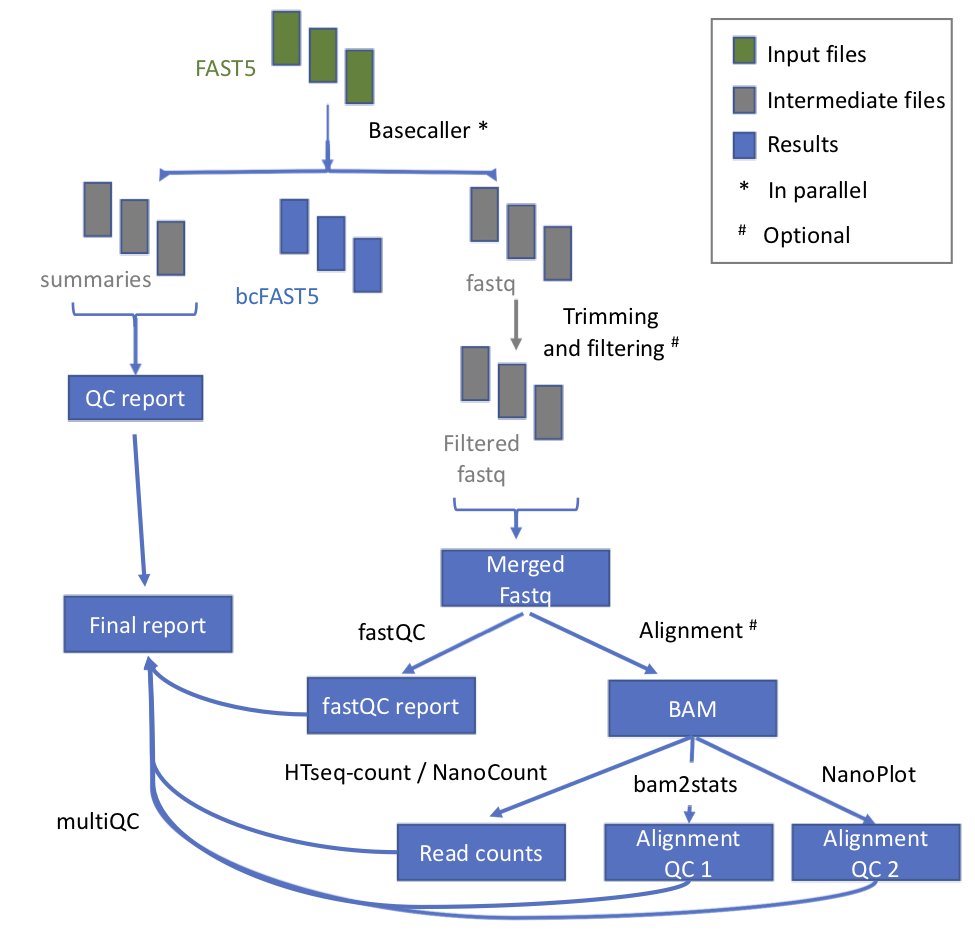 FAST5
Basecaller *
Input files
Intermediate files
Results
* In parallel
# Optional
summaries
bcFAST5
fastq
Trimming
and filtering #
QC report
Filtered
fastq
Merged
Fastq
Final report
fastQC
Alignment #
fastQC report
BAM
HTseq-count / NanoCount
bam2stats
NanoPlot
multiQC
Read counts
Alignment
QC 1
Alignment
QC 2